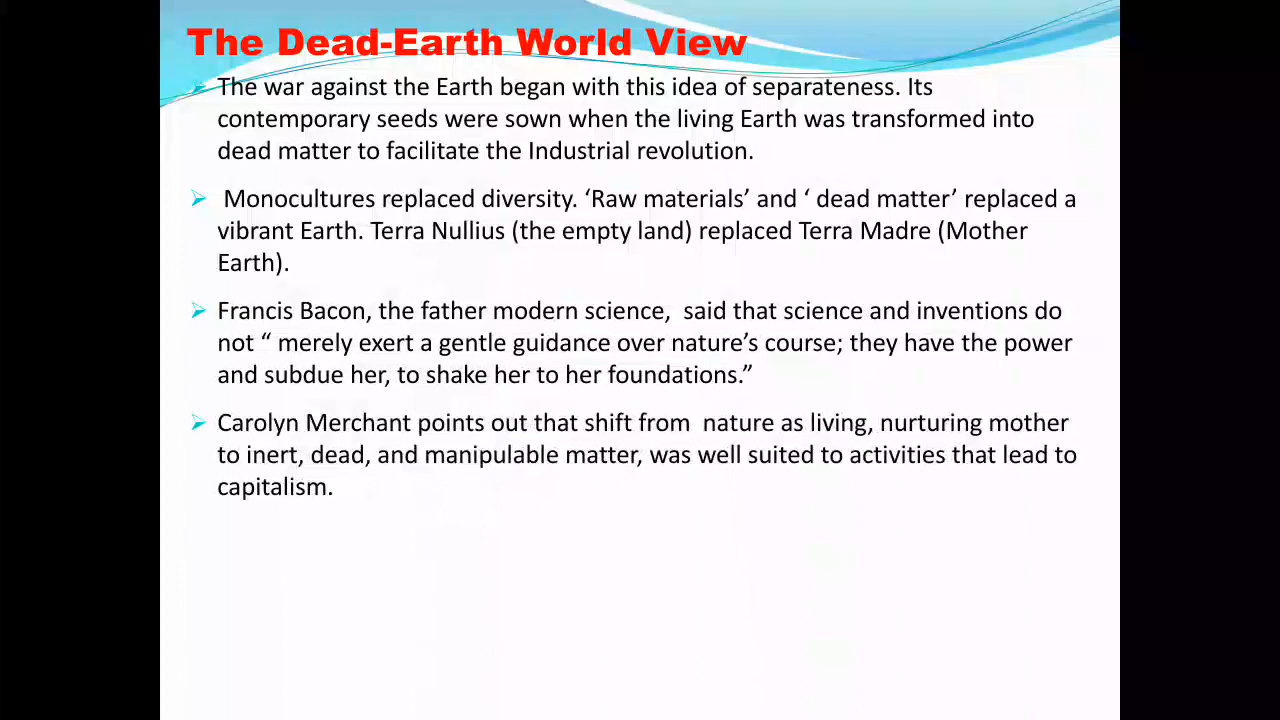 The Dead-Earth World View
The war against the Earth began with this idea of separateness. Its
contemporary seeds were sown when the living Earth was transformed into
dead matter to facilitate the Industrial revolution.
Monocultures replaced diversity. ‘Raw materials’ and ‘ dead matter’ replaced a
vibrant Earth. Terra Nullius (the empty land) replaced Terra Madre (Mother
Earth).
Francis Bacon, the father modern science,  said that science and inventions do
not “ merely exert a gentle guidance over nature’s course; they have the power
and subdue her, to shake her to her foundations.”
Carolyn Merchant points out that shift from  nature as living, nurturing mother
to inert, dead, and manipulable matter, was well suited to activities that lead to
capitalism.